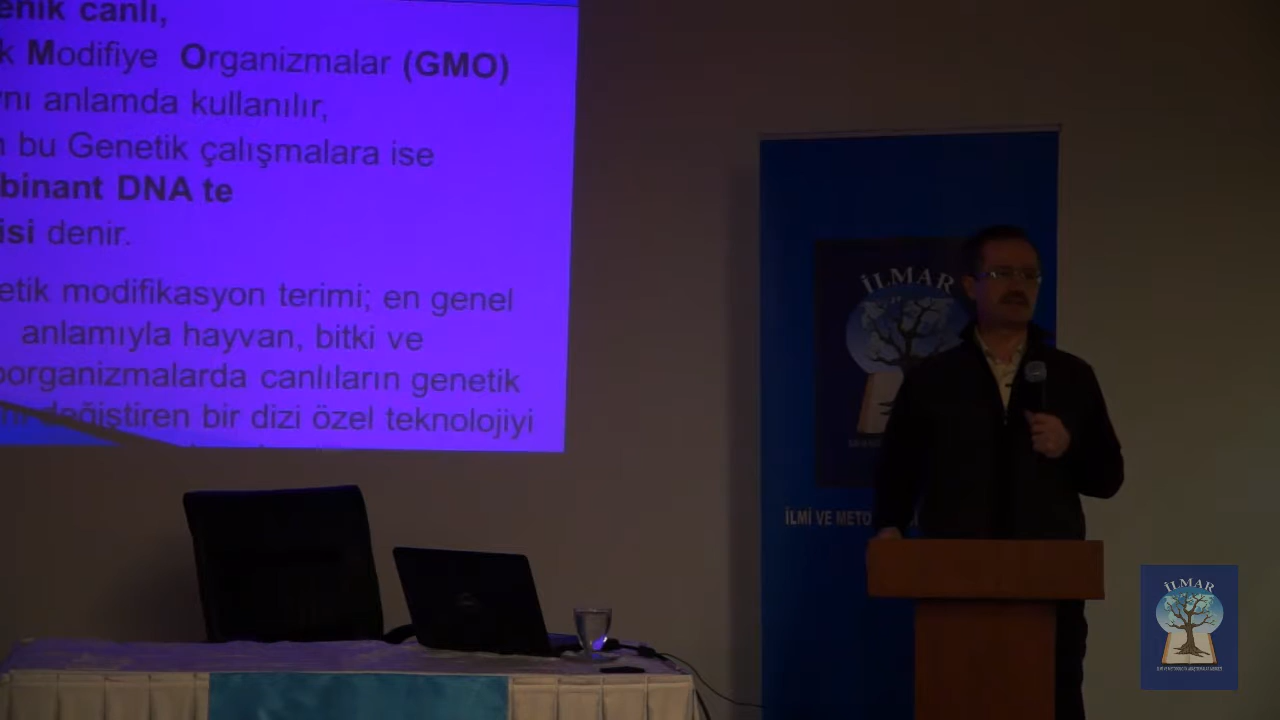 enik canlı,
k Modifiye Organizmalar (GMO)
ynı anlamda kullanılır,
n bu Genetik çalışmalara ise
binant DNA te
isi denir.
etik modifikasyon terimi; en genel
anlamıyla hayvan, bitki ve
oorganizmalarda canlıların genetik
değiştiren bir dizi özel teknolojiyi
İLMAR
İLMİ VE METO
İLMAR